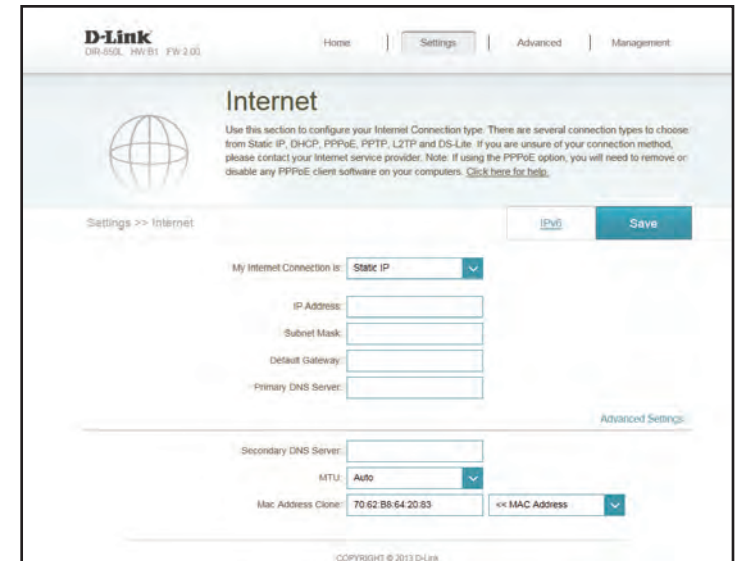 D-Link
DIR-850L HW:B1 FW:2.00
Home | Settings | Advanced | Management
Internet
Use this section to configure your Internet Connection type. There are several connection types to choose
from Static IP, DHCP, PPPoE, PPTP, L2TP and DS-Lite. If you are unsure of your connection method,
please contact your Internet service provider. Note: If using the PPPoE option, you will need to remove or
disable any PPPoE client software on your computers. Click here for help.
Settings >> Internet
IPv6
Save
My Internet Connection is: Static IP
IP Address:
Subnet Mask:
Default Gateway:
Primary DNS Server:
Advanced Settings
Secondary DNS Server:
MTU: Auto
Mac Address Clone: 70:62:B8:64:20:83 << MAC Address
COPYRIGHT © 2013 D-Link